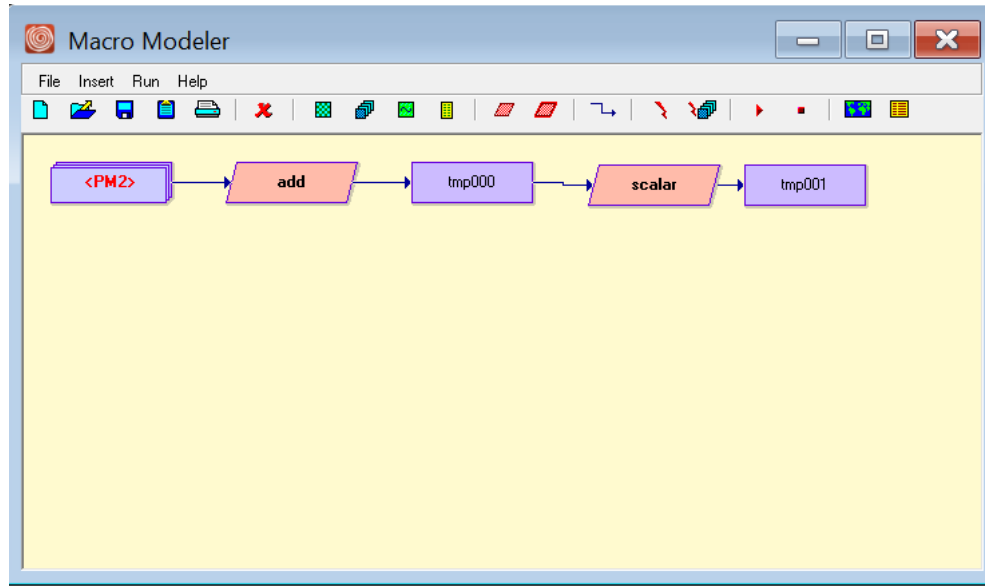 Macro Modeler
File Insert Run Help
<PM2> add tmp000 scalar tmp001